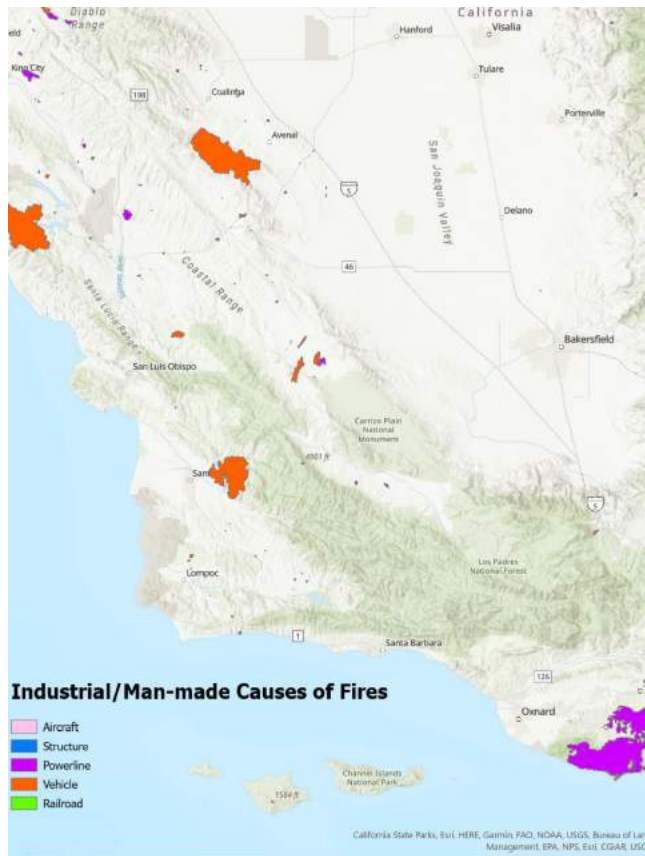 California
Diablo
Range
Hanford
Visalia
King City
Tulare
198
Coalinga
Porterville
Avenal
San Joaquin Valley
5
Delano
46
Coastal Range
Santa Lucia Range
Bakersfield
San Luis Obispo
Carrizo Plain
National
Monument
5
Lompoc
Los Padres
National Forest
1
Santa Barbara
126
Oxnard
Industrial/Man-made Causes of Fires
Aircraft
Structure
Powerline
Vehicle
Railroad
Channel Islands
National Park
California State Parks, Esri, HERE, Garmin, FAO, NOAA, USGS, Bureau of Lan
Management, EPA, NPS, Esri, CGIAR, USG